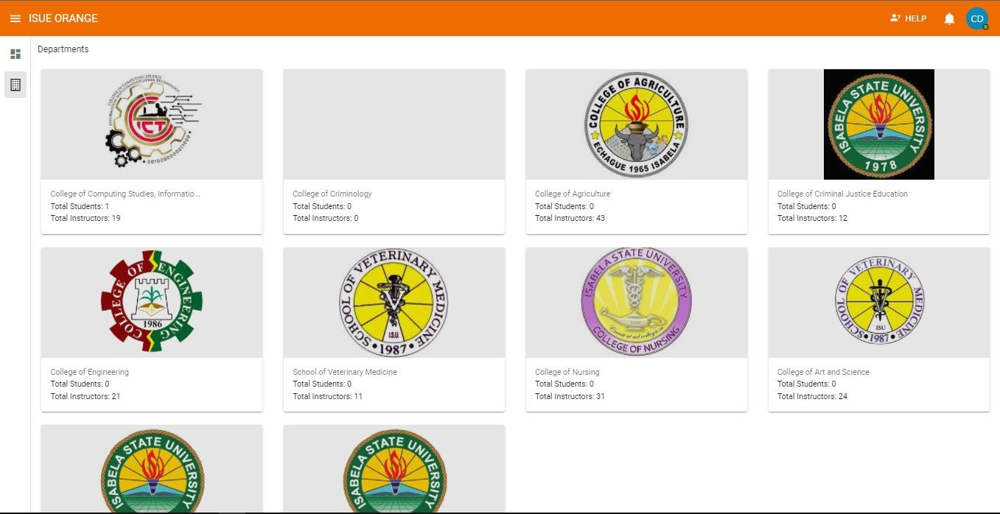 ISUE ORANGE
HELP
CD
Departments
COLLEGE OF COMPUTING STUDIES,
INFORMATION AND COMMUNICATION TECHNOLOGY
ICT
COLLEGE OF AGRICULTURE
ECHAGUE 1965 ISABELA
ISABELA STATE UNIVERSITY
1978
College of Computing Studies, Informatio...
Total Students: 1
Total Instructors: 19
College of Criminology
Total Students: 0
Total Instructors: 0
College of Agriculture
Total Students: 0
Total Instructors: 43
College of Criminal Justice Education
Total Students: 0
Total Instructors: 12
COLLEGE OF ENGINEERING
1986
COLLEGE OF ENGINEERING
SCHOOL OF VETERINARY MEDICINE
I.S.U.
1987
ISABELA STATE UNIVERSITY
COLLEGE OF NURSING
SCHOOL OF VETERINARY MEDICINE
ISU
1987
College of Engineering
Total Students: 0
Total Instructors: 21
School of Veterinary Medicine
Total Students: 0
Total Instructors: 11
College of Nursing
Total Students: 0
Total Instructors: 31
College of Art and Science
Total Students: 0
Total Instructors: 24
ISABELA STATE UNIVERSITY
ISABELA STATE UNIVERSITY